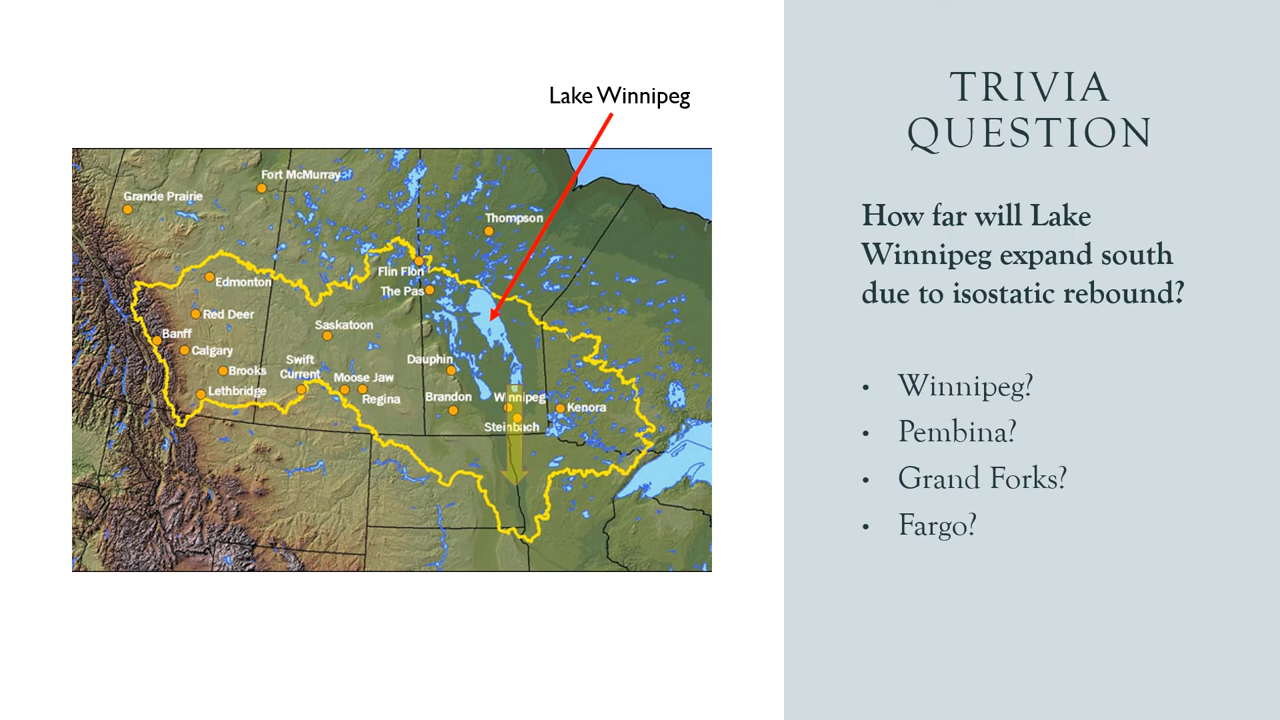 Lake Winnipeg
Fort McMurray
Grande Prairie
Thompson
Flin Flon
Edmonton
The Pas
Red Deer
Saskatoon
Banff
Calgary
Dauphin
Swift
Current
Brooks
Moose Jaw
Lethbridge
Regina
Brandon
Winnipeg
Kenora
Steinbach
TRIVIA
QUESTION
How far will Lake
Winnipeg expand south
due to isostatic rebound?
• Winnipeg?
• Pembina?
• Grand Forks?
• Fargo?